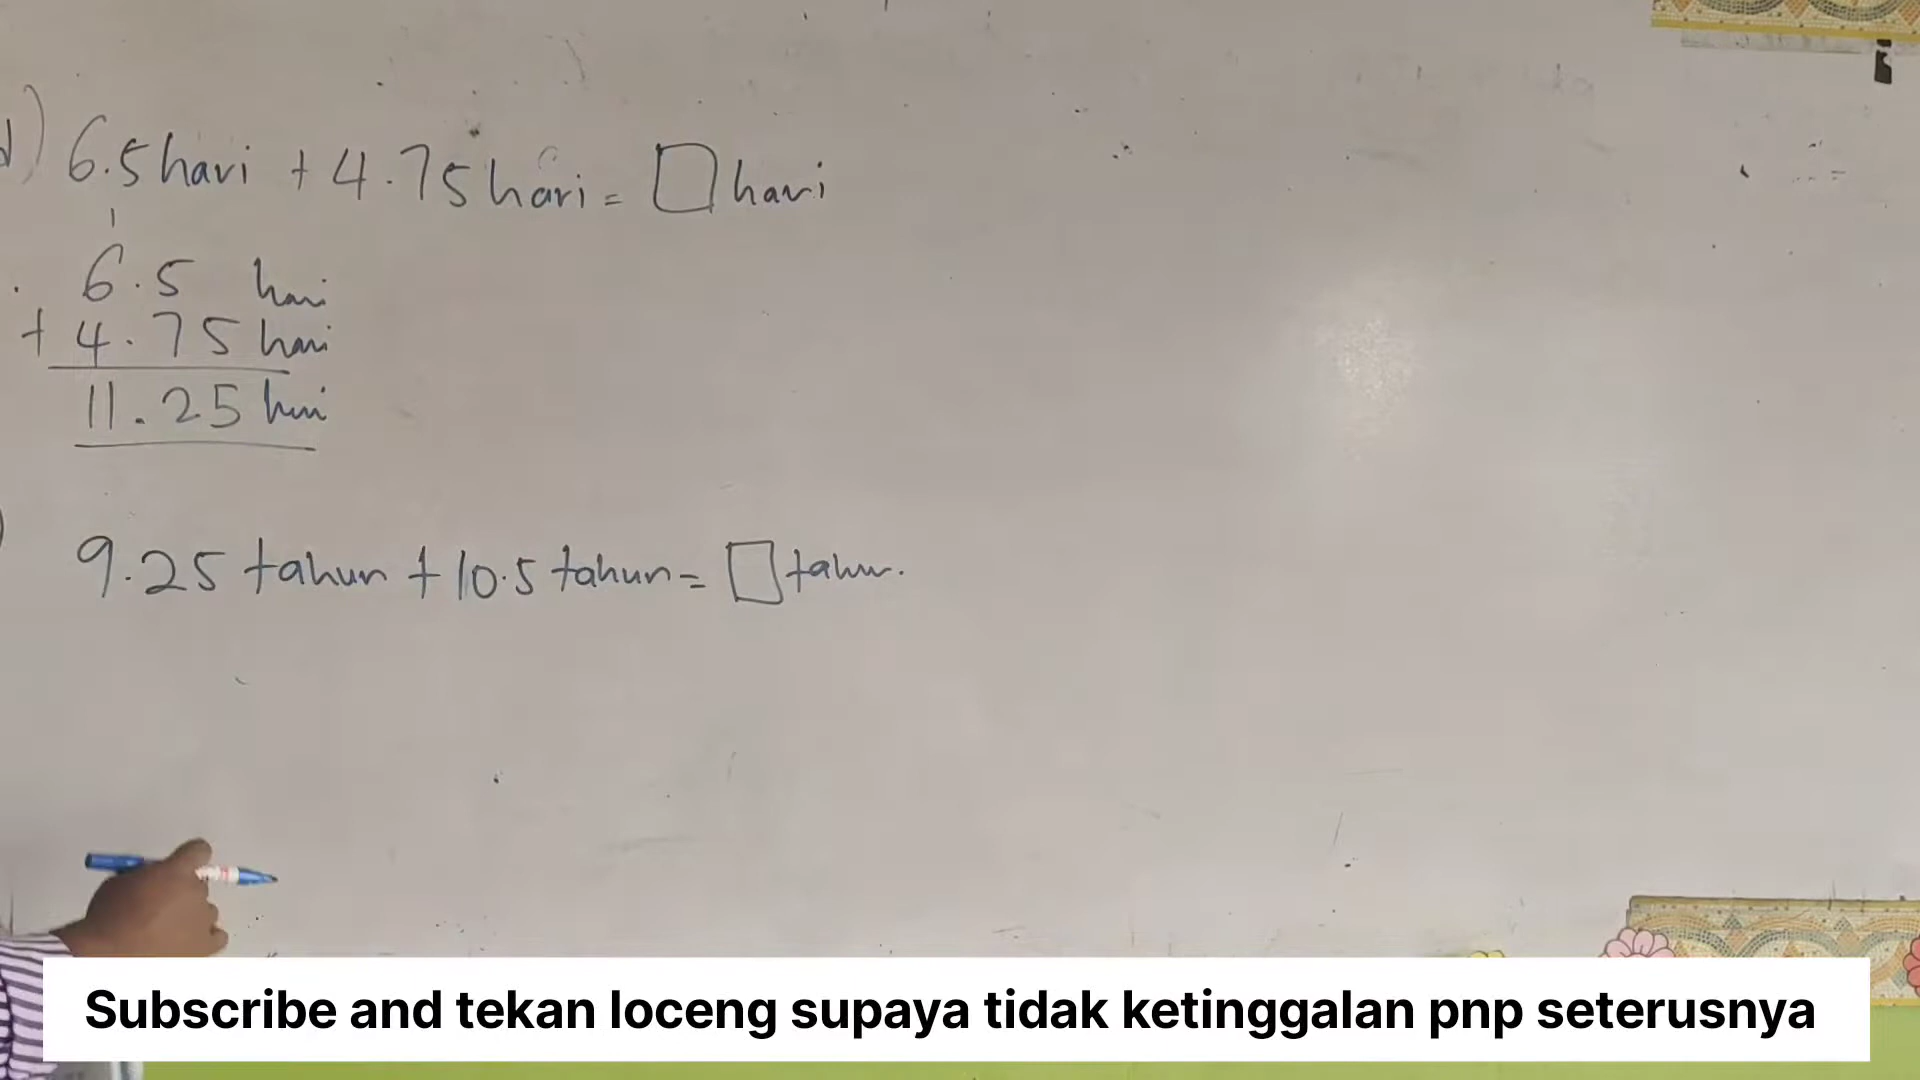 d) 6.5 hari + 4.75 hari = □ hari
1
6.5 hari
+ 4.75 hari
11.25 hari
) 9.25 tahun + 10.5 tahun = □ tahun.
Subscribe and tekan loceng supaya tidak ketinggalan pnp seterusnya